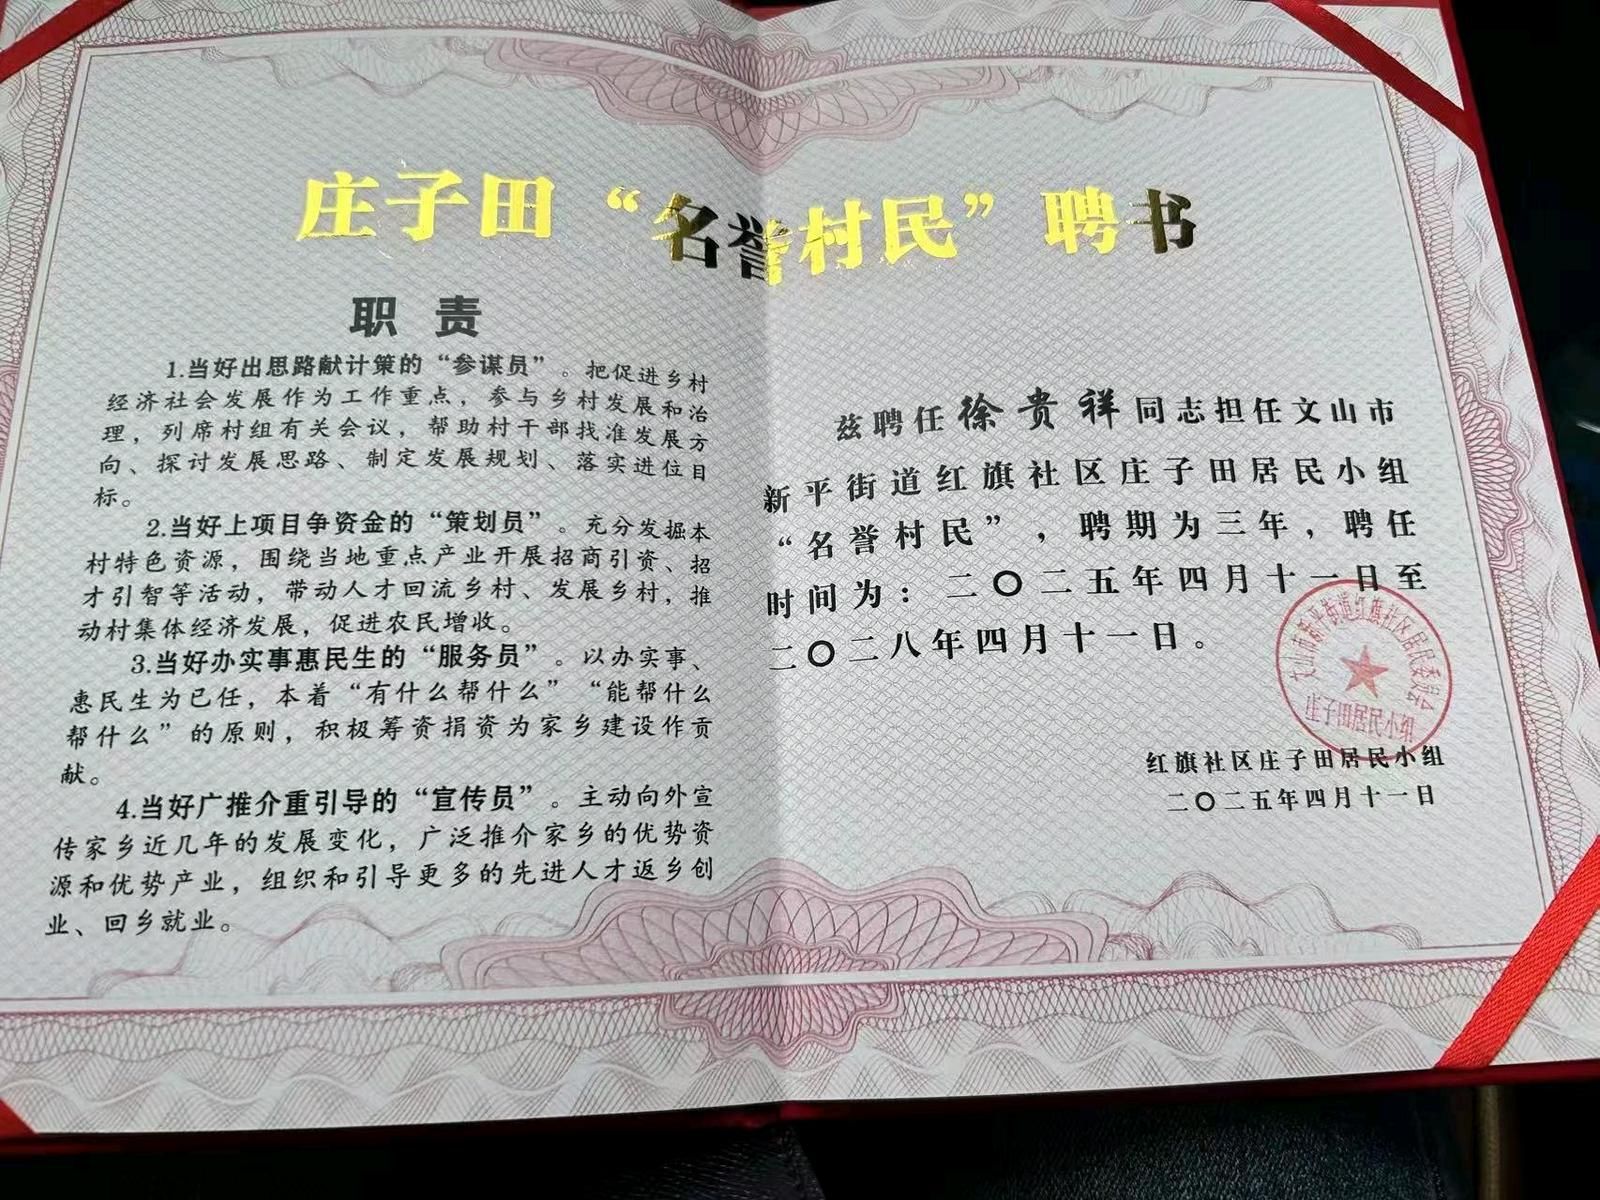 庄子田“名誉村民”聘书
职 责
1.当好出思路献计策的“参谋员”。把促进乡村
经济社会发展作为工作重点，参与乡村发展和治
理，列席村组有关会议，帮助村干部找准发展方
向、探讨发展思路、制定发展规划、落实进位目
标。
2.当好上项目争资金的“策划员”。充分发掘本
村特色资源，围绕当地重点产业开展招商引资、招
才引智等活动，带动人才回流乡村、发展乡村，推
动村集体经济发展，促进农民增收。
3.当好办实事惠民生的“服务员”。以办实事、
惠民生为已任，本着“有什么帮什么”“能帮什么
帮什么”的原则，积极筹资捐资为家乡建设作贡
献。
4.当好广推介重引导的“宣传员”。主动向外宣
传家乡近几年的发展变化，广泛推介家乡的优势资
源和优势产业，组织和引导更多的先进人才返乡创
业、回乡就业。
兹聘任徐贵祥同志担任文山市
新平街道红旗社区庄子田居民小组
“名誉村民”，聘期为三年，聘任
时间为：二〇二五年四月十一日至
二〇二八年四月十一日。
文山市新平街道红旗社区居民委员会
庄子田居民小组
红旗社区庄子田居民小组
二〇二五年四月十一日